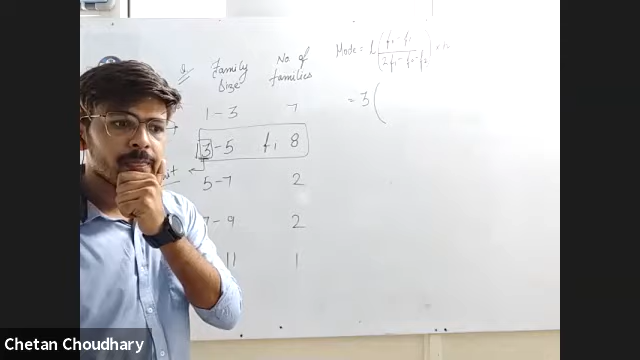 Q. Family Size No. of families
Mode = l ( f₁ - f₀ / 2f₁ - f₀ - f₂ )
= 3 (
1 - 3 7
3 - 5 f₁ 8
5 - 7 2
- 9 2
11 1
Chetan Choudhary